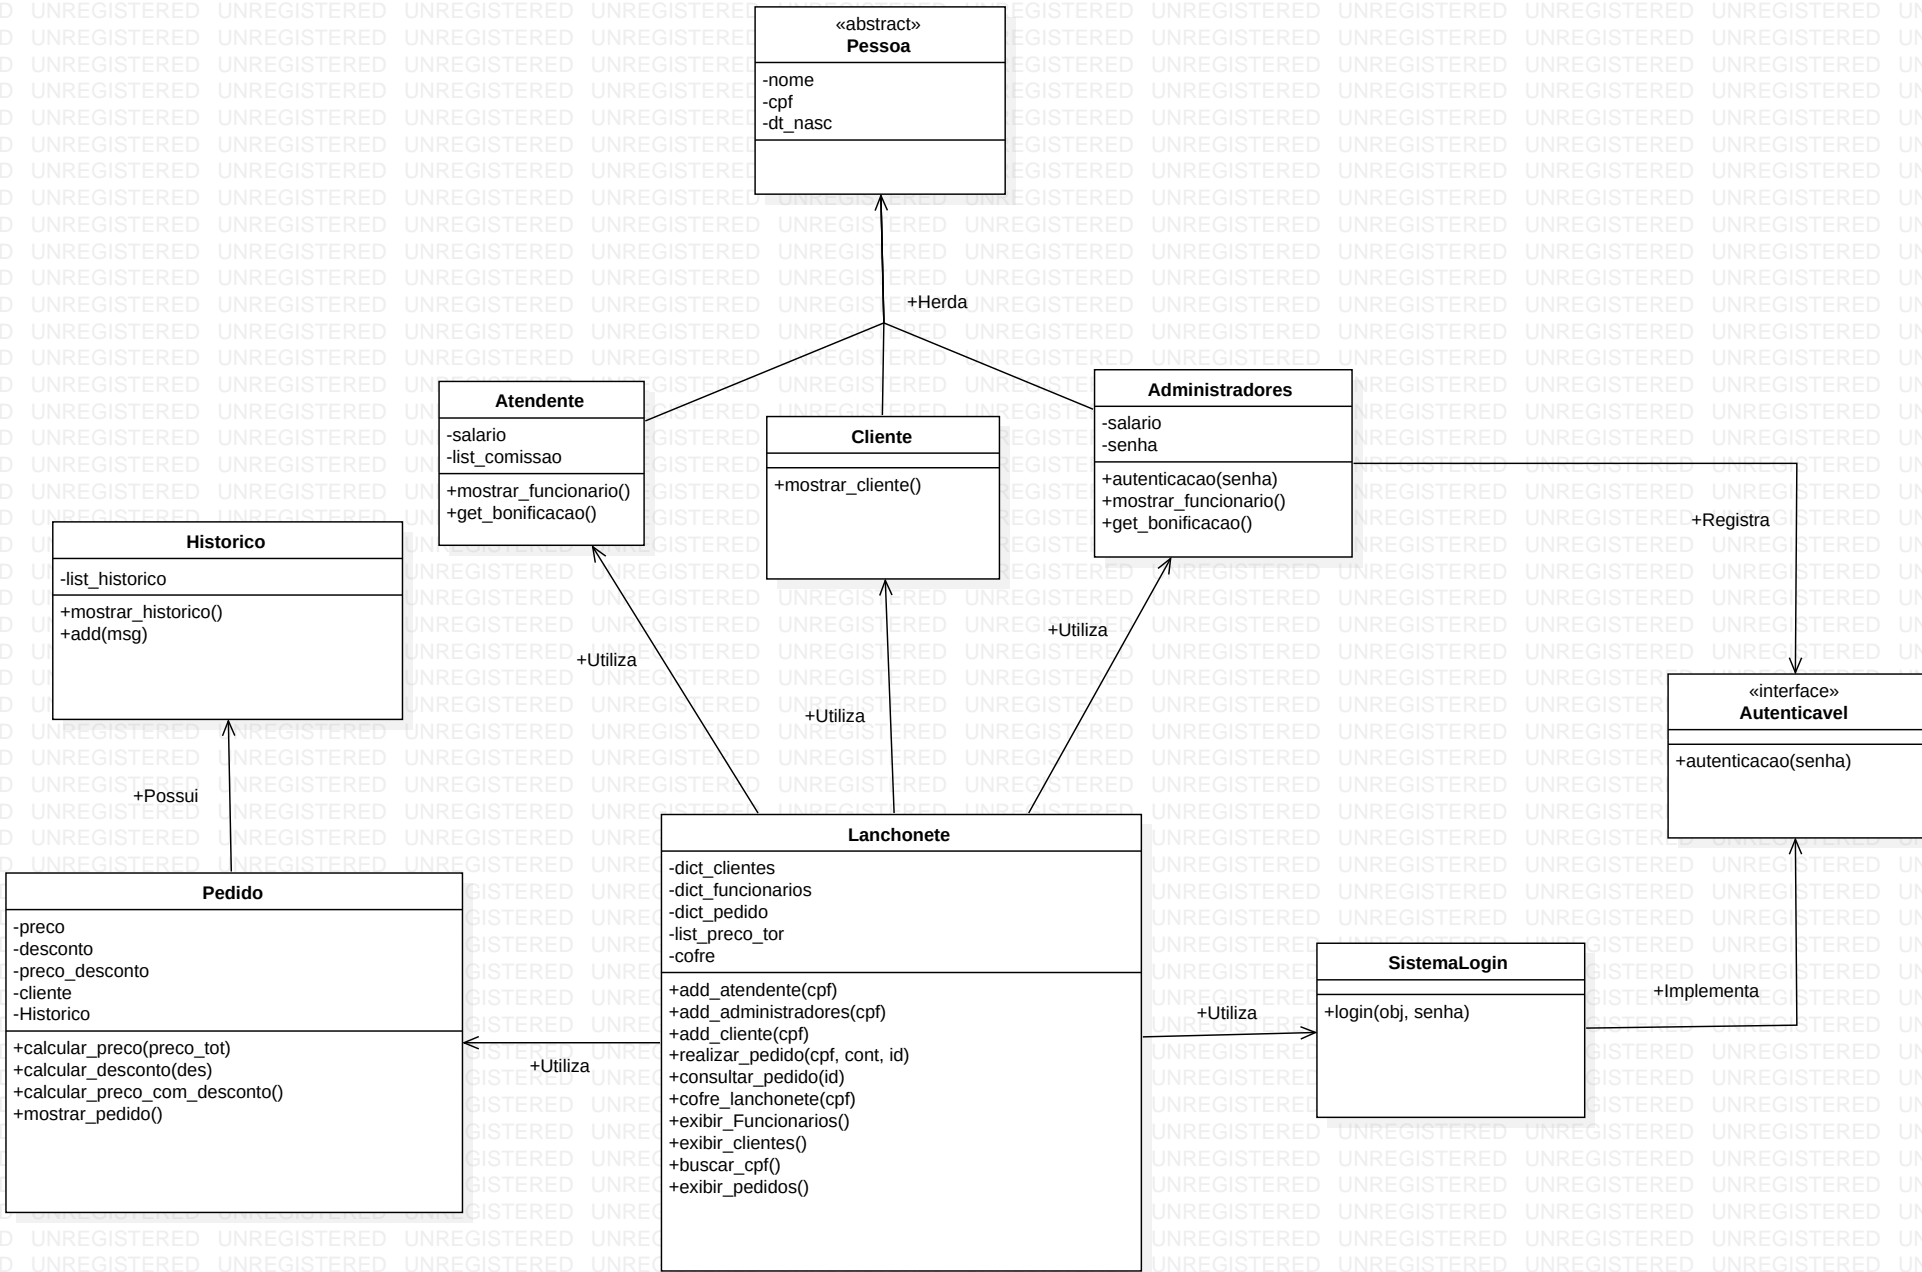 «abstract»
Pessoa
-nome
-cpf
-dt_nasc
+Herda
Atendente
-salario
-list_comissao
+mostrar_funcionario()
+get_bonificacao()
Cliente
+mostrar_cliente()
Administradores
-salario
-senha
+autenticacao(senha)
+mostrar_funcionario()
+get_bonificacao()
+Registra
Historico
-list_historico
+mostrar_historico()
+add(msg)
+Utiliza
+Utiliza
+Utiliza
«interface»
Autenticavel
+autenticacao(senha)
+Possui
Pedido
-preco
-desconto
-preco_desconto
-cliente
-Historico
+calcular_preco(preco_tot)
+calcular_desconto(des)
+calcular_preco_com_desconto()
+mostrar_pedido()
+Utiliza
Lanchonete
-dict_clientes
-dict_funcionarios
-dict_pedido
-list_preco_tor
-cofre
+add_atendente(cpf)
+add_administradores(cpf)
+add_cliente(cpf)
+realizar_pedido(cpf, cont, id)
+consultar_pedido(id)
+cofre_lanchonete(cpf)
+exibir_Funcionarios()
+exibir_clientes()
+buscar_cpf()
+exibir_pedidos()
+Utiliza
SistemaLogin
+login(obj, senha)
+Implementa
UNREGISTERED